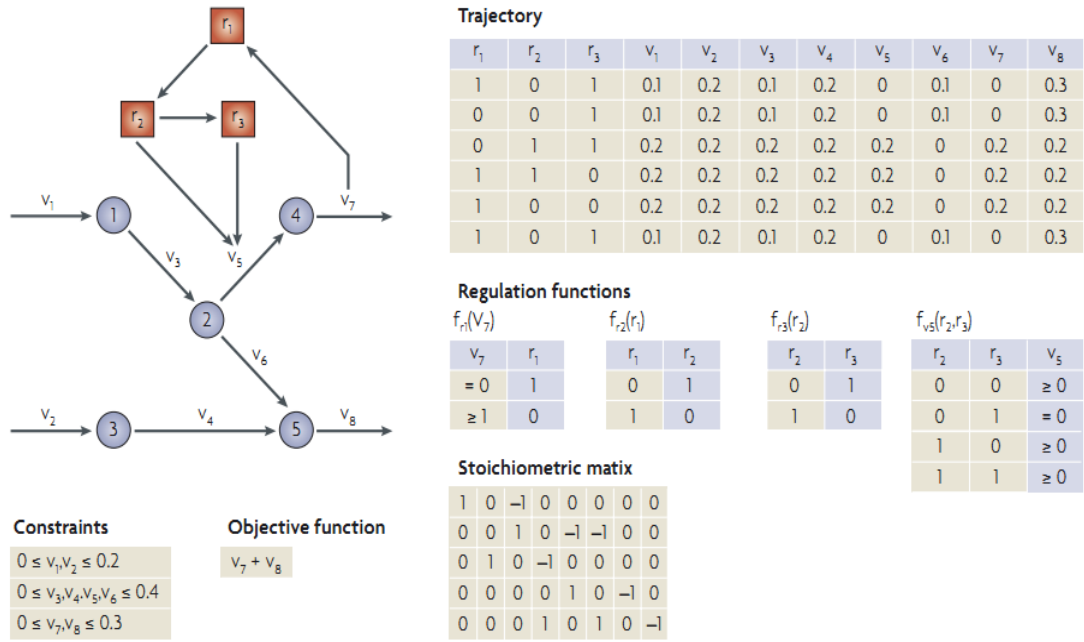 r1
r2 r3
v1 1 4 v7
v3 v5
2
v6
v2 3 v4 5 v8
Constraints
0 ≤ v1,v2 ≤ 0.2
0 ≤ v3,v4,v5,v6 ≤ 0.4
0 ≤ v7,v8 ≤ 0.3
Objective function
v7 + v8
Trajectory
r1 r2 r3 v1 v2 v3 v4 v5 v6 v7 v8
1 0 1 0.1 0.2 0.1 0.2 0 0.1 0 0.3
0 0 1 0.1 0.2 0.1 0.2 0 0.1 0 0.3
0 1 1 0.2 0.2 0.2 0.2 0.2 0 0.2 0.2
1 1 0 0.2 0.2 0.2 0.2 0.2 0 0.2 0.2
1 0 0 0.2 0.2 0.2 0.2 0.2 0 0.2 0.2
1 0 1 0.1 0.2 0.1 0.2 0 0.1 0 0.3
Regulation functions
fr1(V7)
v7 r1
= 0 1
≥ 1 0
fr2(r1)
r1 r2
0 1
1 0
fr3(r2)
r2 r3
0 1
1 0
fv5(r2,r3)
r2 r3 v5
0 0 ≥ 0
0 1 = 0
1 0 ≥ 0
1 1 ≥ 0
Stoichiometric matix
1 0 –1 0 0 0 0 0
0 0 1 0 –1 –1 0 0
0 1 0 –1 0 0 0 0
0 0 0 0 1 0 –1 0
0 0 0 1 0 1 0 –1